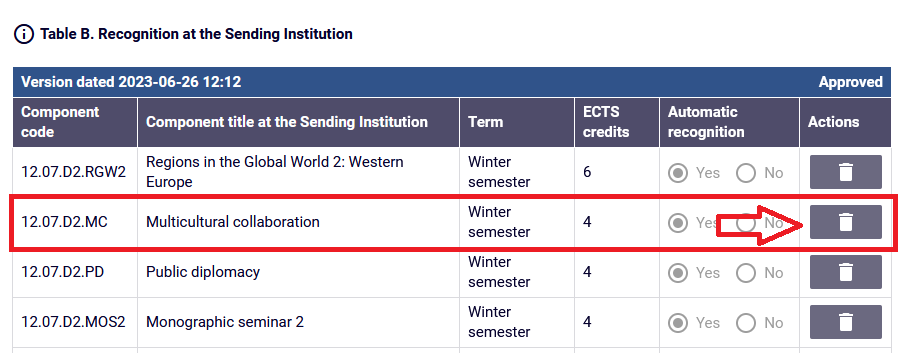 Table B. Recognition at the Sending Institution
Version dated 2023-06-26 12:12 Approved
Component code Component title at the Sending Institution Term ECTS credits Automatic recognition Actions
12.07.D2.RGW2 Regions in the Global World 2: Western Europe Winter semester 6 Yes No
12.07.D2.MC Multicultural collaboration Winter semester 4 Yes No
12.07.D2.PD Public diplomacy Winter semester 4 Yes No
12.07.D2.MOS2 Monographic seminar 2 Winter semester 4 Yes No